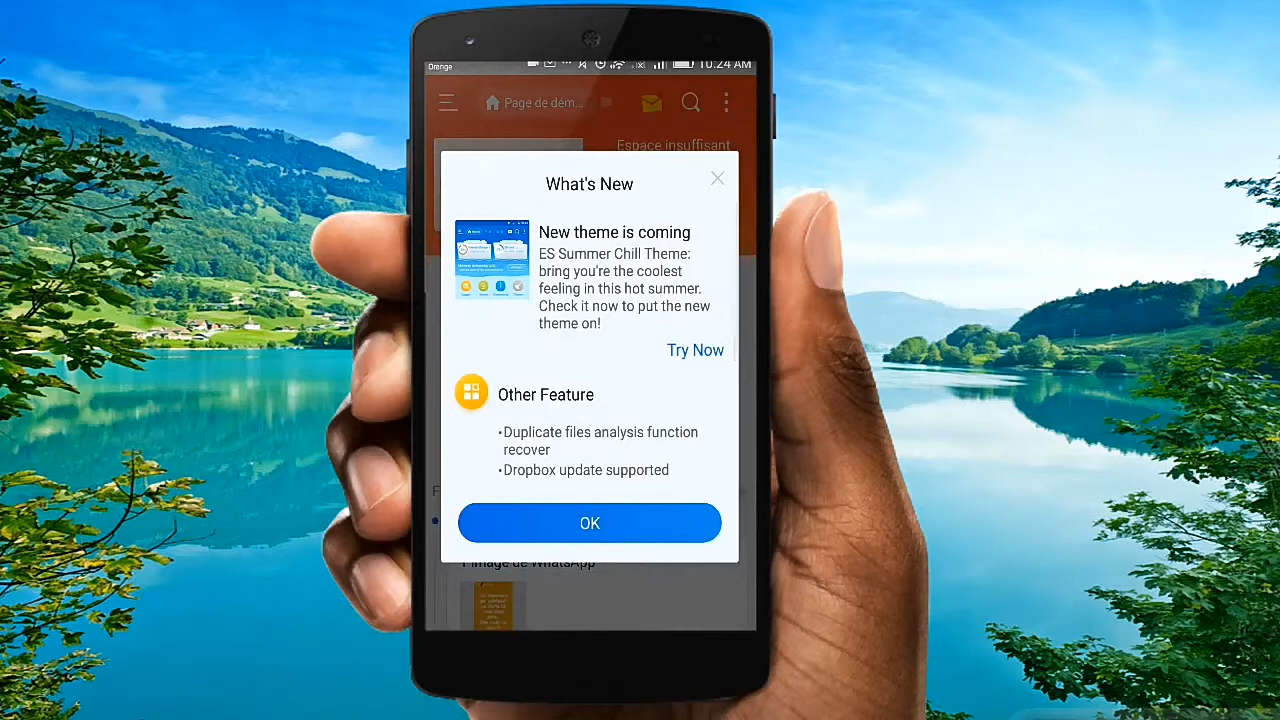 Orange
10:24 AM
Page de dém...
Espace insuffisant
What's New
New theme is coming
ES Summer Chill Theme:
bring you're the coolest
feeling in this hot summer.
Check it now to put the new
theme on!
Try Now
Other Feature
•Duplicate files analysis function
recover
•Dropbox update supported
OK
1 image de WhatsApp